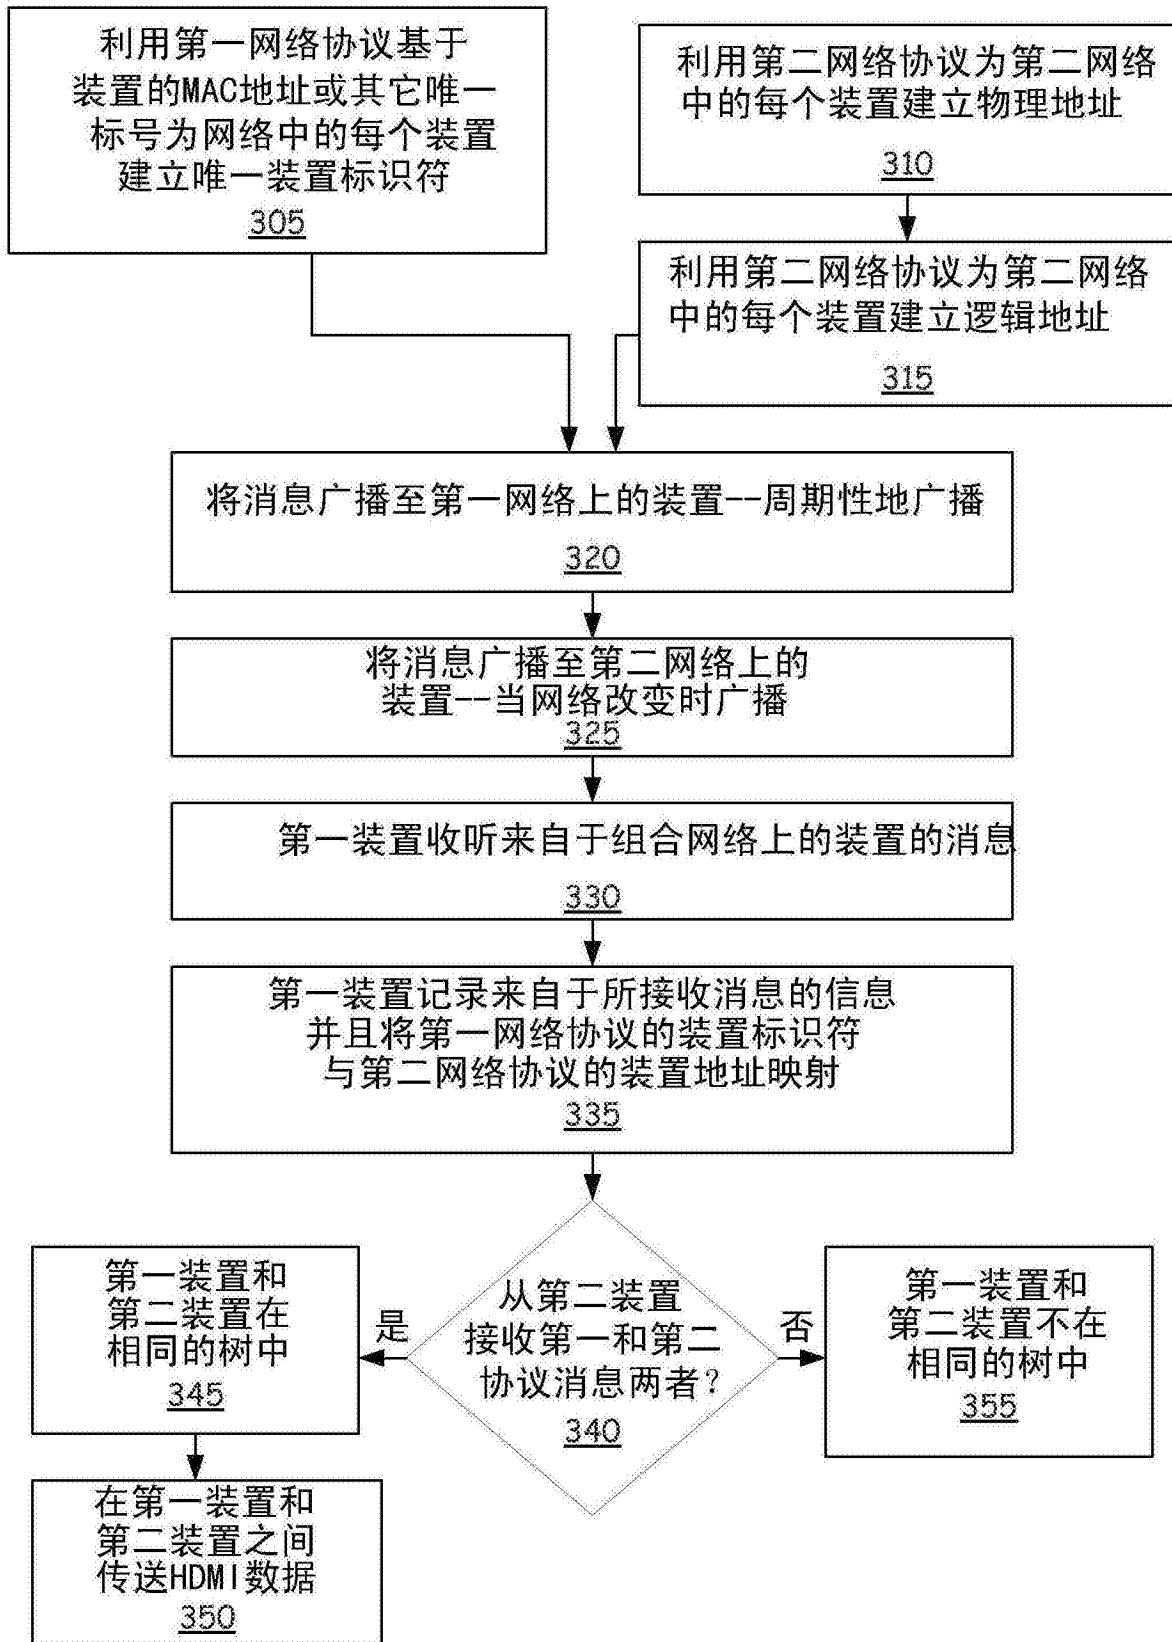 利用第一网络协议基于
装置的MAC地址或其它唯一
标号为网络中的每个装置
建立唯一装置标识符
305
利用第二网络协议为第二网络
中的每个装置建立物理地址
310
利用第二网络协议为第二网络
中的每个装置建立逻辑地址
315
将消息广播至第一网络上的装置--周期性地广播
320
将消息广播至第二网络上的
装置--当网络改变时广播
325
第一装置收听来自于组合网络上的装置的消息
330
第一装置记录来自于所接收消息的信息
并且将第一网络协议的装置标识符
与第二网络协议的装置地址映射
335
从第二装置
接收第一和第二
协议消息两者?
340
是
否
第一装置和
第二装置在
相同的树中
345
第一装置和
第二装置不在
相同的树中
355
在第一装置和
第二装置之间
传送HDMI数据
350